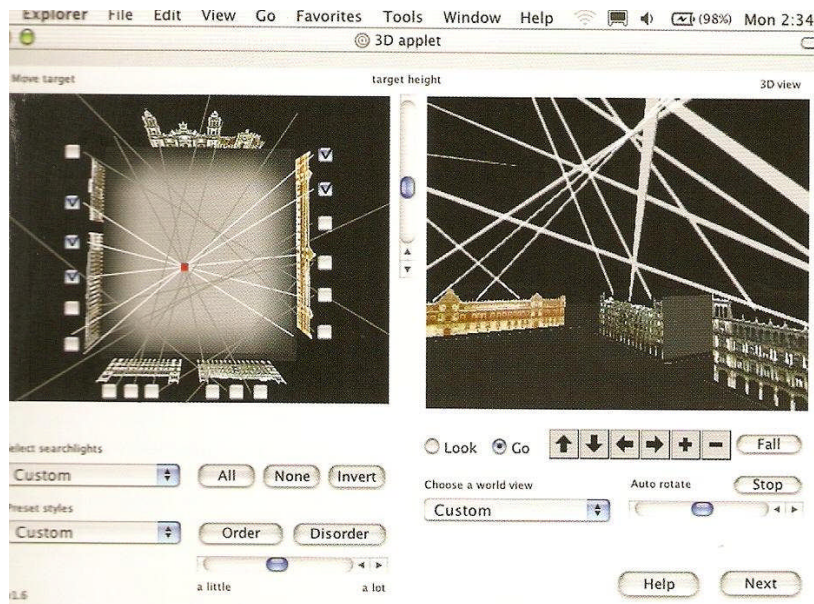 Explorer File Edit View Go Favorites Tools Window Help (98%) Mon 2:34
3D applet
Move target
target height
3D view
Look Go
Fall
elect searchlights
Custom
All None Invert
Choose a world view
Custom
Auto rotate
Stop
Preset styles
Custom
Order Disorder
a little a lot
Help Next